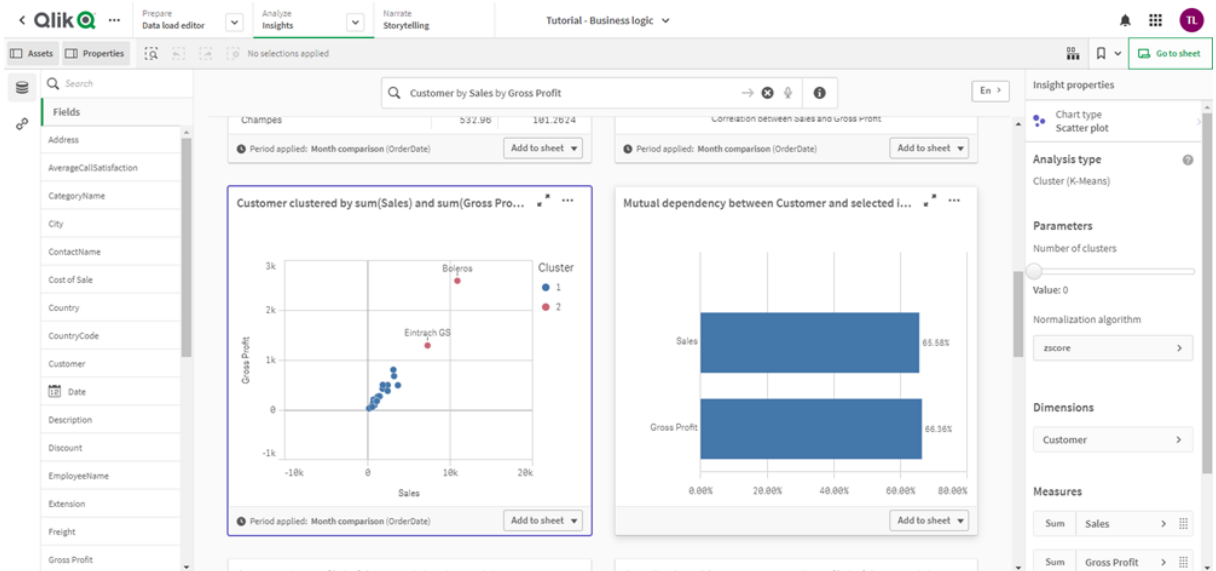 Qlik
Prepare
Data load editor
Analyze
Insights
Narrate
Storytelling
Tutorial - Business logic
TL
Assets
Properties
No selections applied
Go to sheet
Search
Fields
Address
AverageCallSatisfaction
CategoryName
City
ContactName
Cost of Sale
Country
CountryCode
Customer
Date
Description
Discount
EmployeeName
Extension
Freight
Gross Profit
Customer by Sales by Gross Profit
En
Champes 532.96 101.2624
Period applied: Month comparison (OrderDate)
Add to sheet
Correlation between Sales and Gross Profit
Period applied: Month comparison (OrderDate)
Add to sheet
Customer clustered by sum(Sales) and sum(Gross Pro...
Gross Profit
3k
2k
1k
0
-1k
Boleros
Eintrach GS
-10k 0 10k 20k
Sales
Cluster
1
2
Period applied: Month comparison (OrderDate)
Add to sheet
Mutual dependency between Customer and selected i...
Sales 65.58%
Gross Profit 66.36%
0.00% 20.00% 40.00% 60.00% 80.00%
Add to sheet
Insight properties
Chart type
Scatter plot
Analysis type
Cluster (K-Means)
Parameters
Number of clusters
Value: 0
Normalization algorithm
zscore
Dimensions
Customer
Measures
Sum Sales
Sum Gross Profit